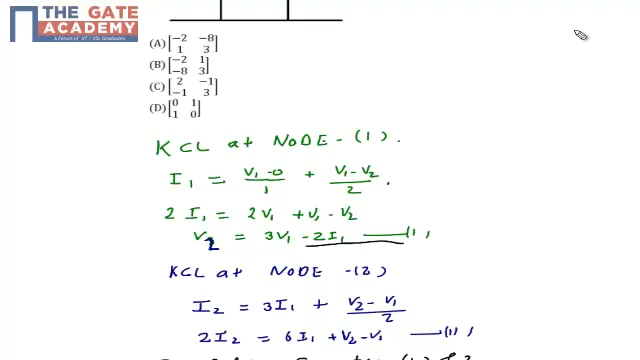 THE GATE
ACADEMY
A Forum of IIT / IISc Graduates
(A) [-2 -8
1 3]
(B) [-2 1
-8 3]
(C) [2 -1
-1 3]
(D) [0 1
1 0]
KCL at NODE-(1).
I1 = (V1-0)/1 + (V1-V2)/2.
2 I1 = 2V1 + V1 - V2
V2 = 3V1 - 2I1 —(1)
KCL at NODE-(2)
I2 = 3I1 + (V2-V1)/2
2I2 = 6I1 + V2 - V1 —(11)